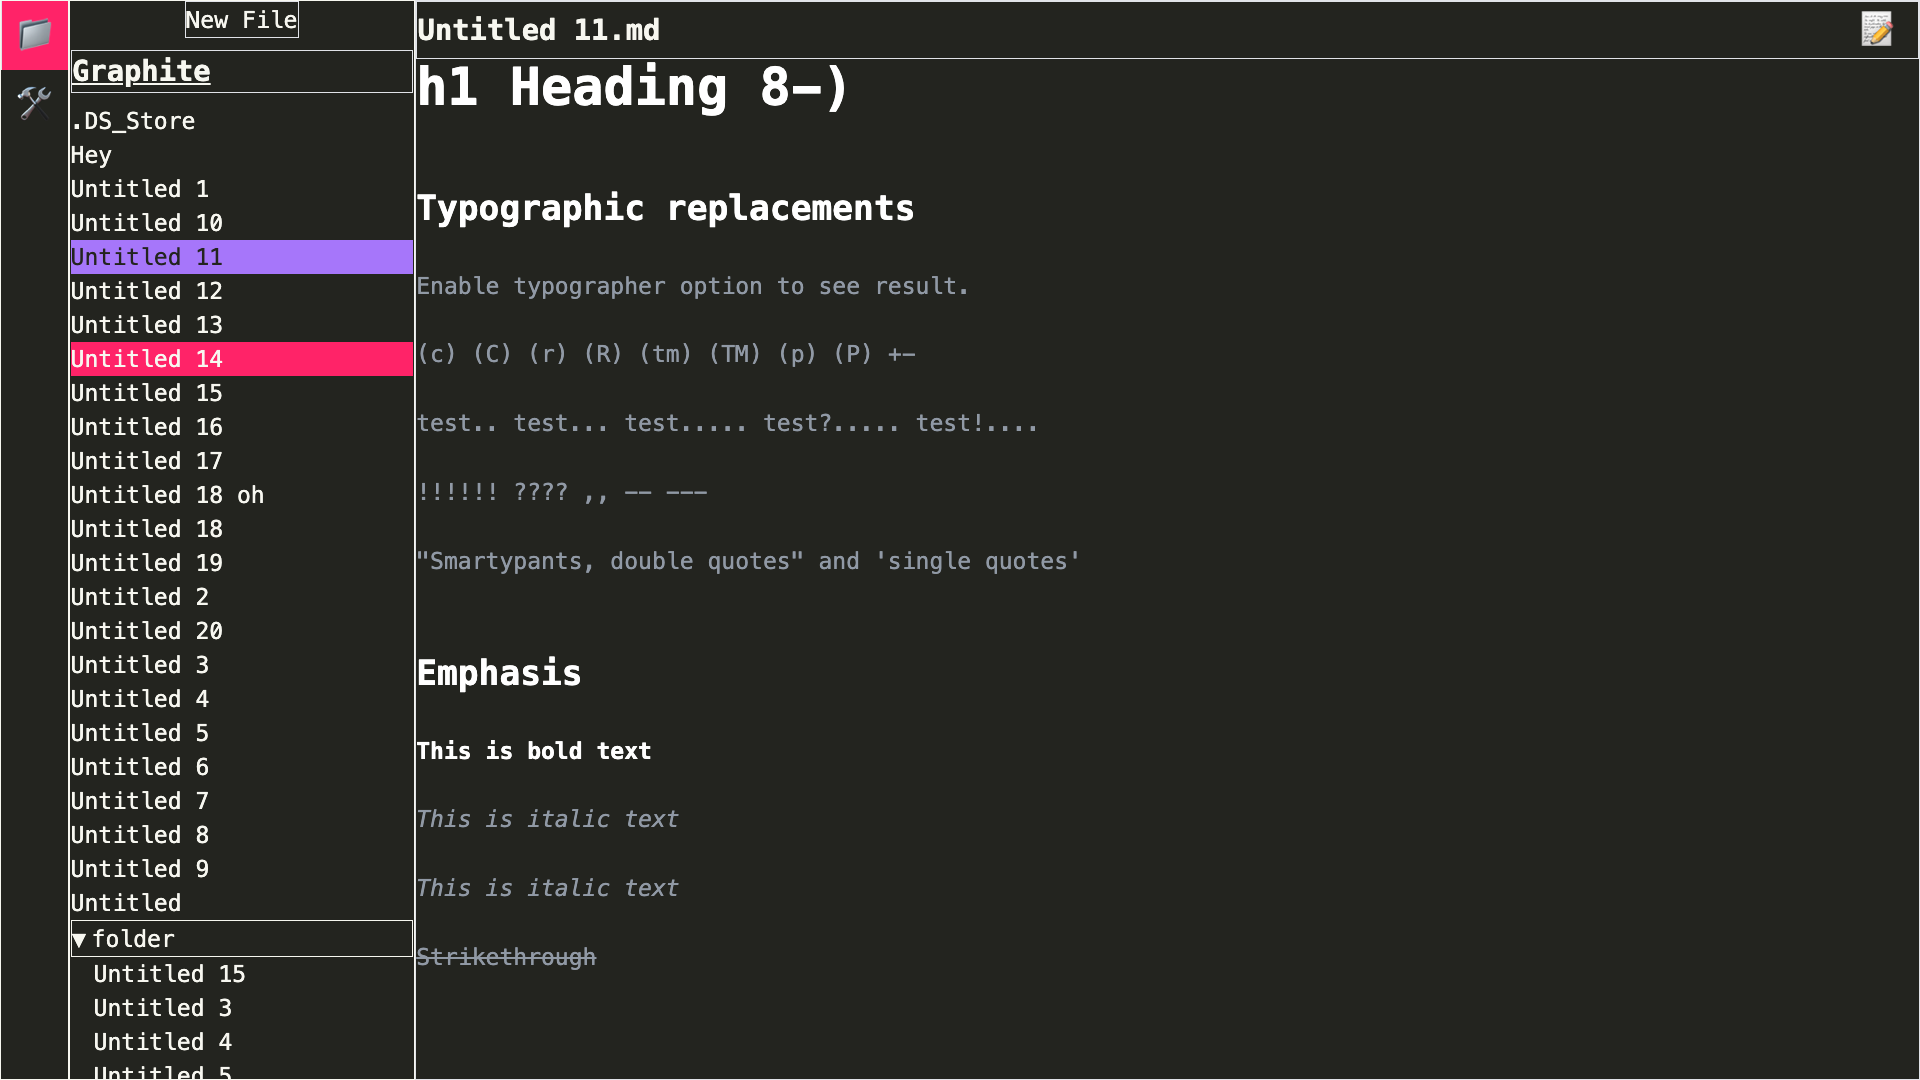 New File
Graphite
.DS_Store
Hey
Untitled 1
Untitled 10
Untitled 11
Untitled 12
Untitled 13
Untitled 14
Untitled 15
Untitled 16
Untitled 17
Untitled 18 oh
Untitled 18
Untitled 19
Untitled 2
Untitled 20
Untitled 3
Untitled 4
Untitled 5
Untitled 6
Untitled 7
Untitled 8
Untitled 9
Untitled
▼ folder
Untitled 15
Untitled 3
Untitled 4
Untitled 5
Untitled 11.md
h1 Heading 8-)
Typographic replacements
Enable typographer option to see result.
(c) (C) (r) (R) (tm) (TM) (p) (P) +-
test.. test... test..... test?..... test!....
!!!!!! ???? ,, -- ---
"Smartypants, double quotes" and 'single quotes'
Emphasis
This is bold text
This is italic text
This is italic text
Strikethrough